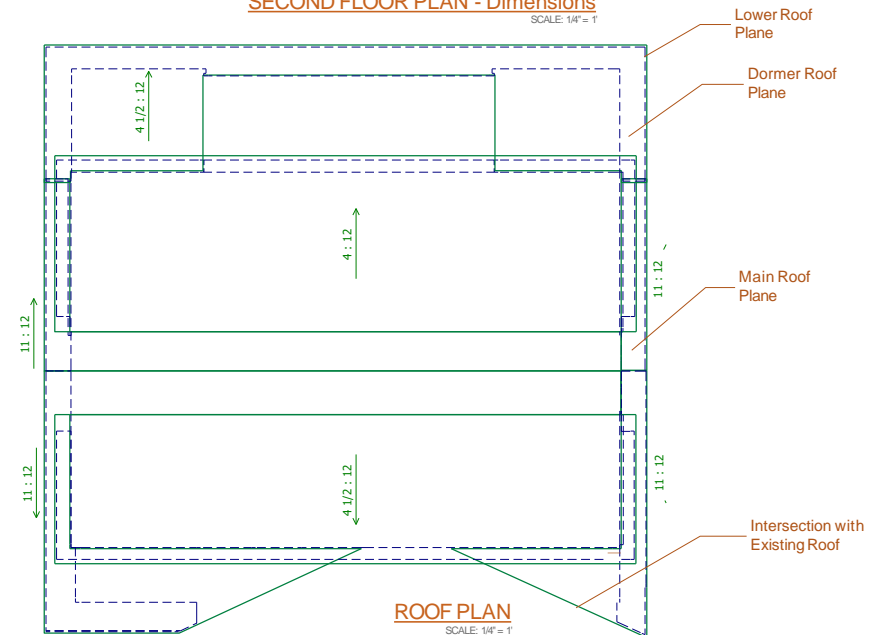 SECOND FLOOR PLAN - Dimensions
SCALE: 1/4" = 1'
Lower Roof
Plane
Dormer Roof
Plane
4 1/2 : 12
4 : 12
11 : 12
Main Roof
Plane
11 : 12
11 : 12
4 1/2 : 12
11 : 12
Intersection with
Existing Roof
ROOF PLAN
SCALE: 1/4" = 1'